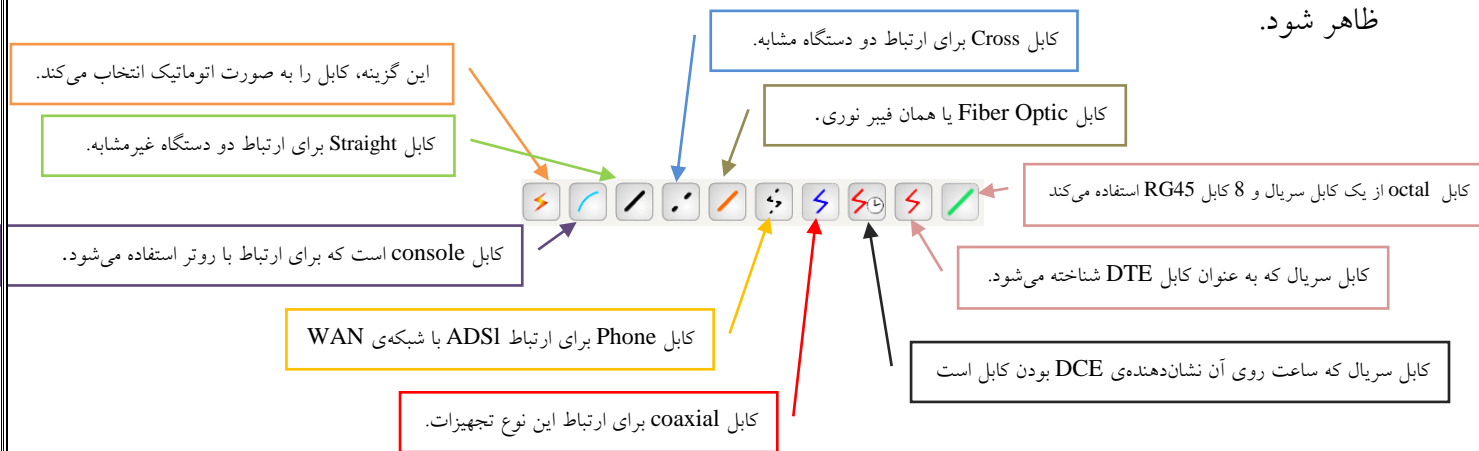 ظاهر شود.
کابل Cross برای ارتباط دو دستگاه مشابه.
این گزینه، کابل را به صورت اتوماتیک انتخاب می‌کند.
کابل Fiber Optic یا همان فیبر نوری.
کابل Straight برای ارتباط دو دستگاه غیرمشابه.
کابل octal از یک کابل سریال و 8 کابل RG45 استفاده می‌کند
کابل console است که برای ارتباط با روتر استفاده می‌شود.
کابل سریال که به عنوان کابل DTE شناخته می‌شود.
کابل Phone برای ارتباط ADSl با شبکه‌ی WAN
کابل سریال که ساعت روی آن نشان‌دهنده‌ی DCE بودن کابل است
کابل coaxial برای ارتباط این نوع تجهیزات.